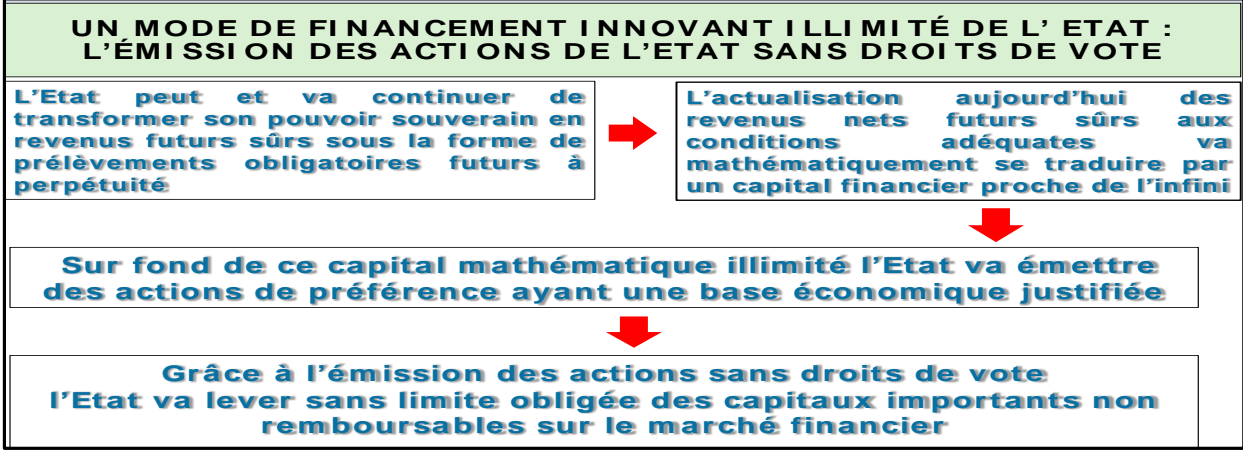 UN MODE DE FINANCEMENT INNOVANT ILLIMITÉ DE L' ETAT :
L'ÉMISSION DES ACTIONS DE L'ETAT SANS DROITS DE VOTE
L'Etat peut et va continuer de
transformer son pouvoir souverain en
revenus futurs sûrs sous la forme de
prélèvements obligatoires futurs à
perpétuité
L'actualisation aujourd'hui des
revenus nets futurs sûrs aux
conditions adéquates va
mathématiquement se traduire par
un capital financier proche de l'infini
Sur fond de ce capital mathématique illimité l'Etat va émettre
des actions de préférence ayant une base économique justifiée
Grâce à l'émission des actions sans droits de vote
l'Etat va lever sans limite obligée des capitaux importants non
remboursables sur le marché financier